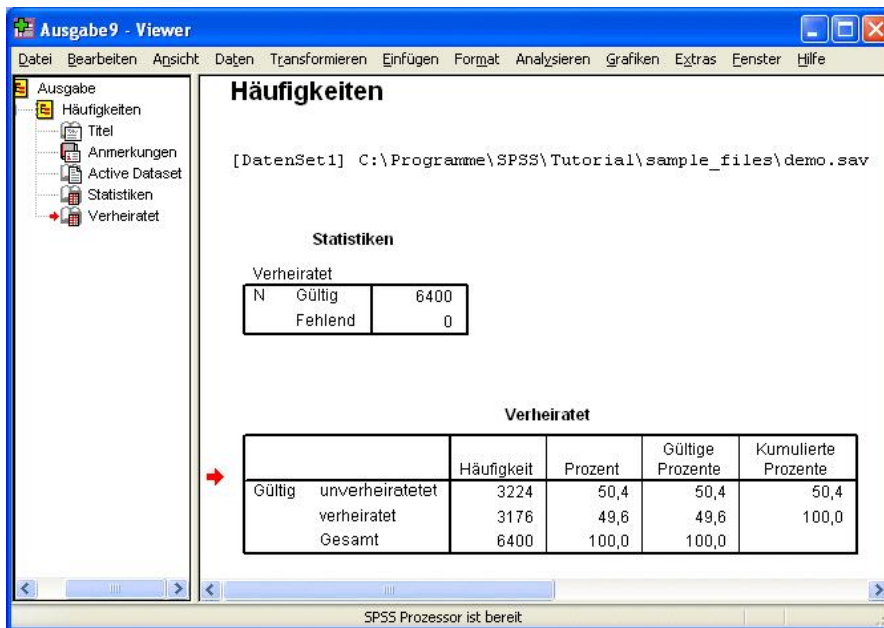 Ausgabe9 - Viewer
Datei Bearbeiten Ansicht Daten Transformieren Einfügen Format Analysieren Grafiken Extras Fenster Hilfe
Ausgabe
Häufigkeiten
Titel
Anmerkungen
Active Dataset
Statistiken
Verheiratet
Häufigkeiten
[DatenSet1] C:\Programme\SPSS\Tutorial\sample_files\demo.sav
Statistiken
Verheiratet
N Gültig 6400
Fehlend 0
Verheiratet
Häufigkeit Prozent Gültige Prozente Kumulierte Prozente
Gültig unverheiratetet 3224 50,4 50,4 50,4
verheiratet 3176 49,6 49,6 100,0
Gesamt 6400 100,0 100,0
SPSS Prozessor ist bereit